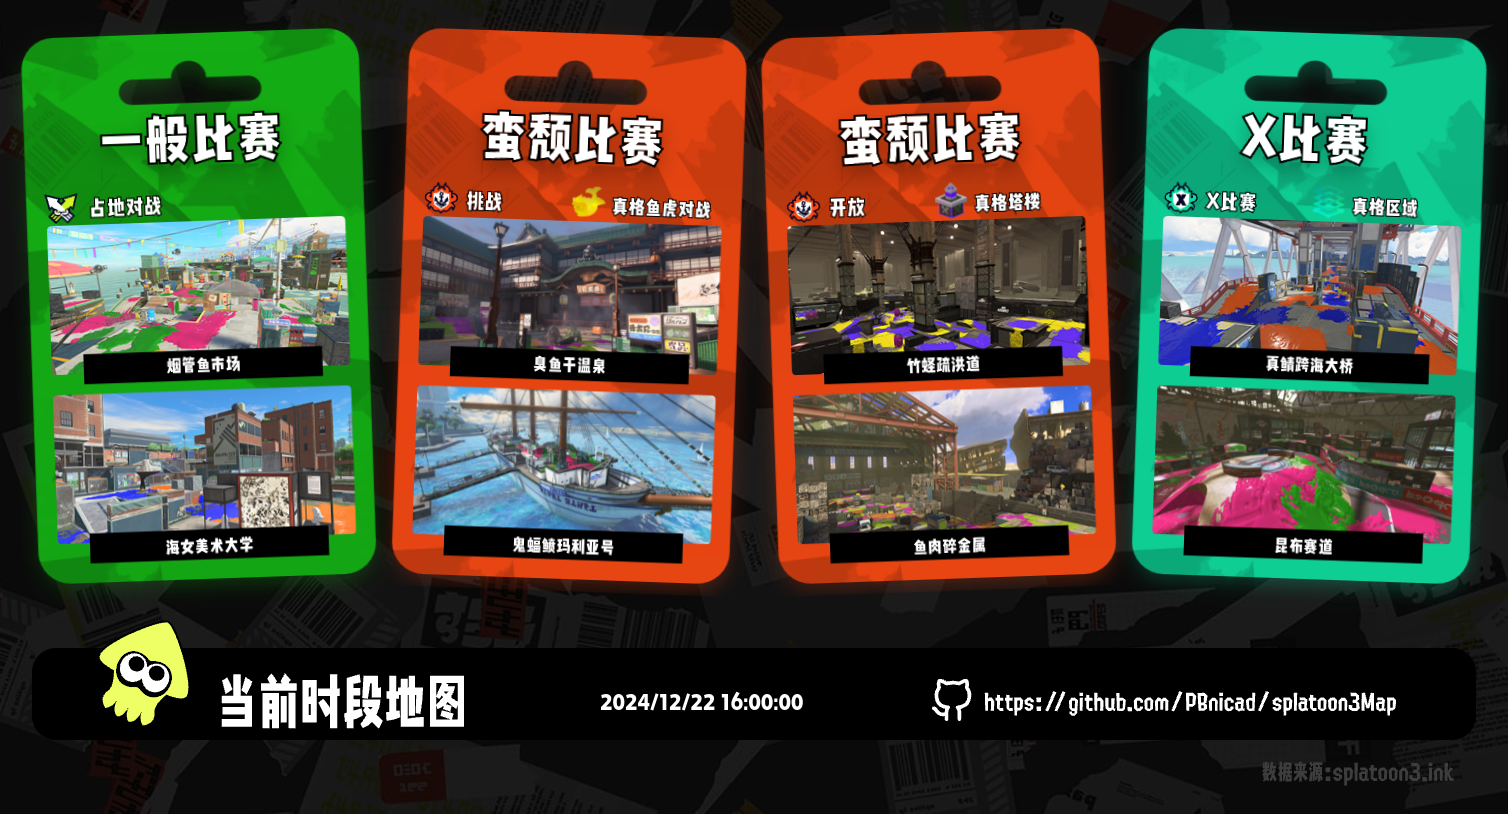 一般比赛
占地对战
烟管鱼市场
海女美术大学
蛮颓比赛
挑战
真格鱼虎对战
臭鱼干温泉
鬼蝠鲼玛利亚号
蛮颓比赛
开放
真格塔楼
竹蛏疏洪道
鱼肉碎金属
X比赛
X比赛
真格区域
真鲭跨海大桥
昆布赛道
当前时段地图
2024/12/22 16:00:00
https://github.com/PBnicad/splatoon3Map
数据来源:splatoon3.ink